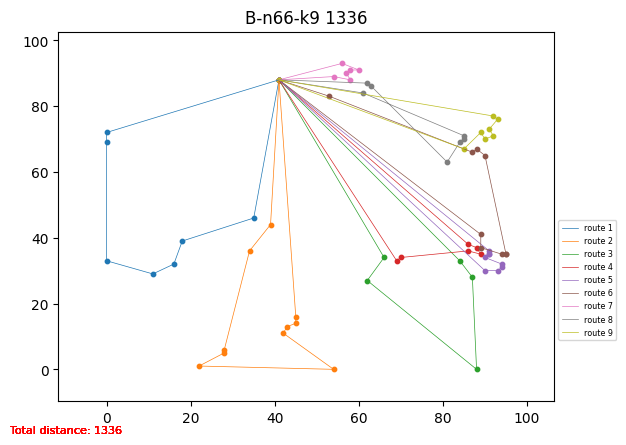 B-n66-k9 1336
100
80
60
40
20
0
0 20 40 60 80 100
route 1
route 2
route 3
route 4
route 5
route 6
route 7
route 8
route 9
Total distance: 1336